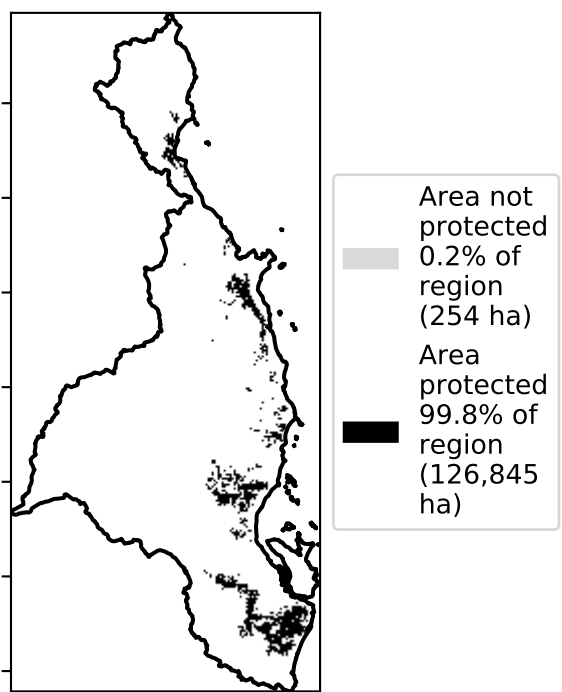 Area not
protected
0.2% of
region
(254 ha)
Area
protected
99.8% of
region
(126,845
ha)